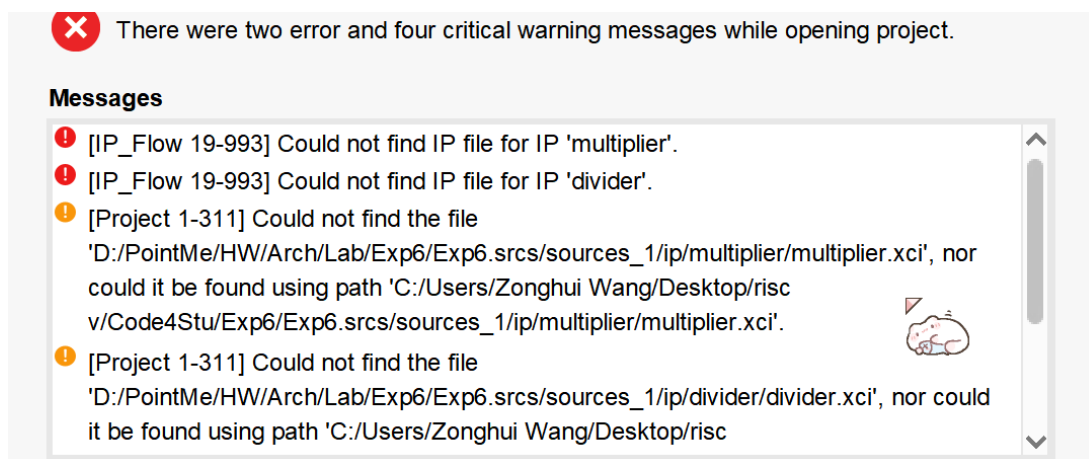 There were two error and four critical warning messages while opening project.
Messages
[IP_Flow 19-993] Could not find IP file for IP 'multiplier'.
[IP_Flow 19-993] Could not find IP file for IP 'divider'.
[Project 1-311] Could not find the file
'D:/PointMe/HW/Arch/Lab/Exp6/Exp6.srcs/sources_1/ip/multiplier/multiplier.xci', nor
could it be found using path 'C:/Users/Zonghui Wang/Desktop/risc
v/Code4Stu/Exp6/Exp6.srcs/sources_1/ip/multiplier/multiplier.xci'.
[Project 1-311] Could not find the file
'D:/PointMe/HW/Arch/Lab/Exp6/Exp6.srcs/sources_1/ip/divider/divider.xci', nor could
it be found using path 'C:/Users/Zonghui Wang/Desktop/risc